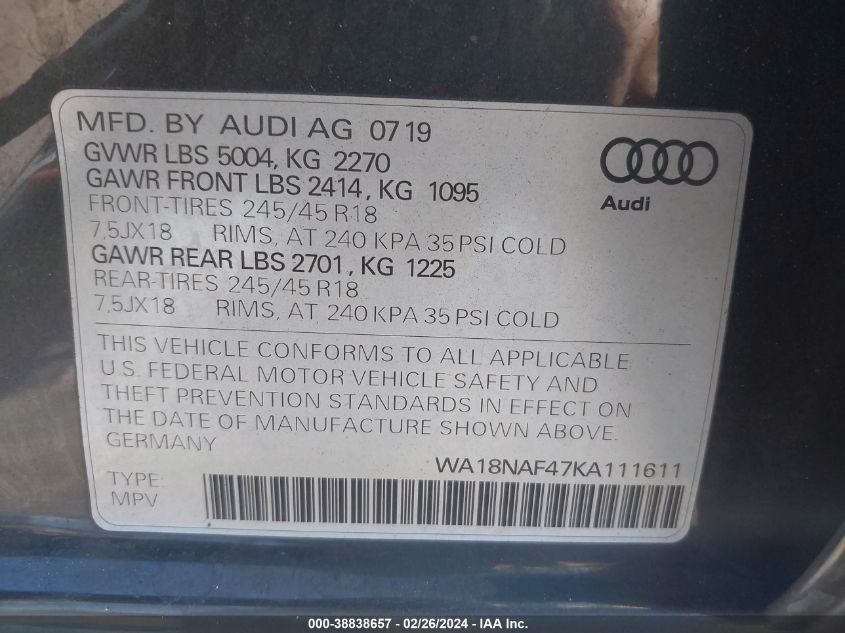 MFD. BY AUDI AG 0719
GVWR LBS 5004, KG 2270
GAWR FRONT LBS 2414, KG 1095
FRONT-TIRES 245/45 R18
7,5JX18 RIMS, AT 240 KPA 35 PSI COLD
GAWR REAR LBS 2701, KG 1225
REAR-TIRES 245/45 R18
7,5JX18 RIMS, AT 240 KPA 35 PSI COLD
Audi
THIS VEHICLE CONFORMS TO ALL APPLICABLE
U.S. FEDERAL MOTOR VEHICLE SAFETY AND
THEFT PREVENTION STANDARDS IN EFFECT ON
THE DATE OF MANUFACTURE SHOWN ABOVE.
GERMANY
WA18NAF47KA111611
TYPE:
MPV
000-38838657 - 02/26/2024 - IMAGE BY IAA, INC.